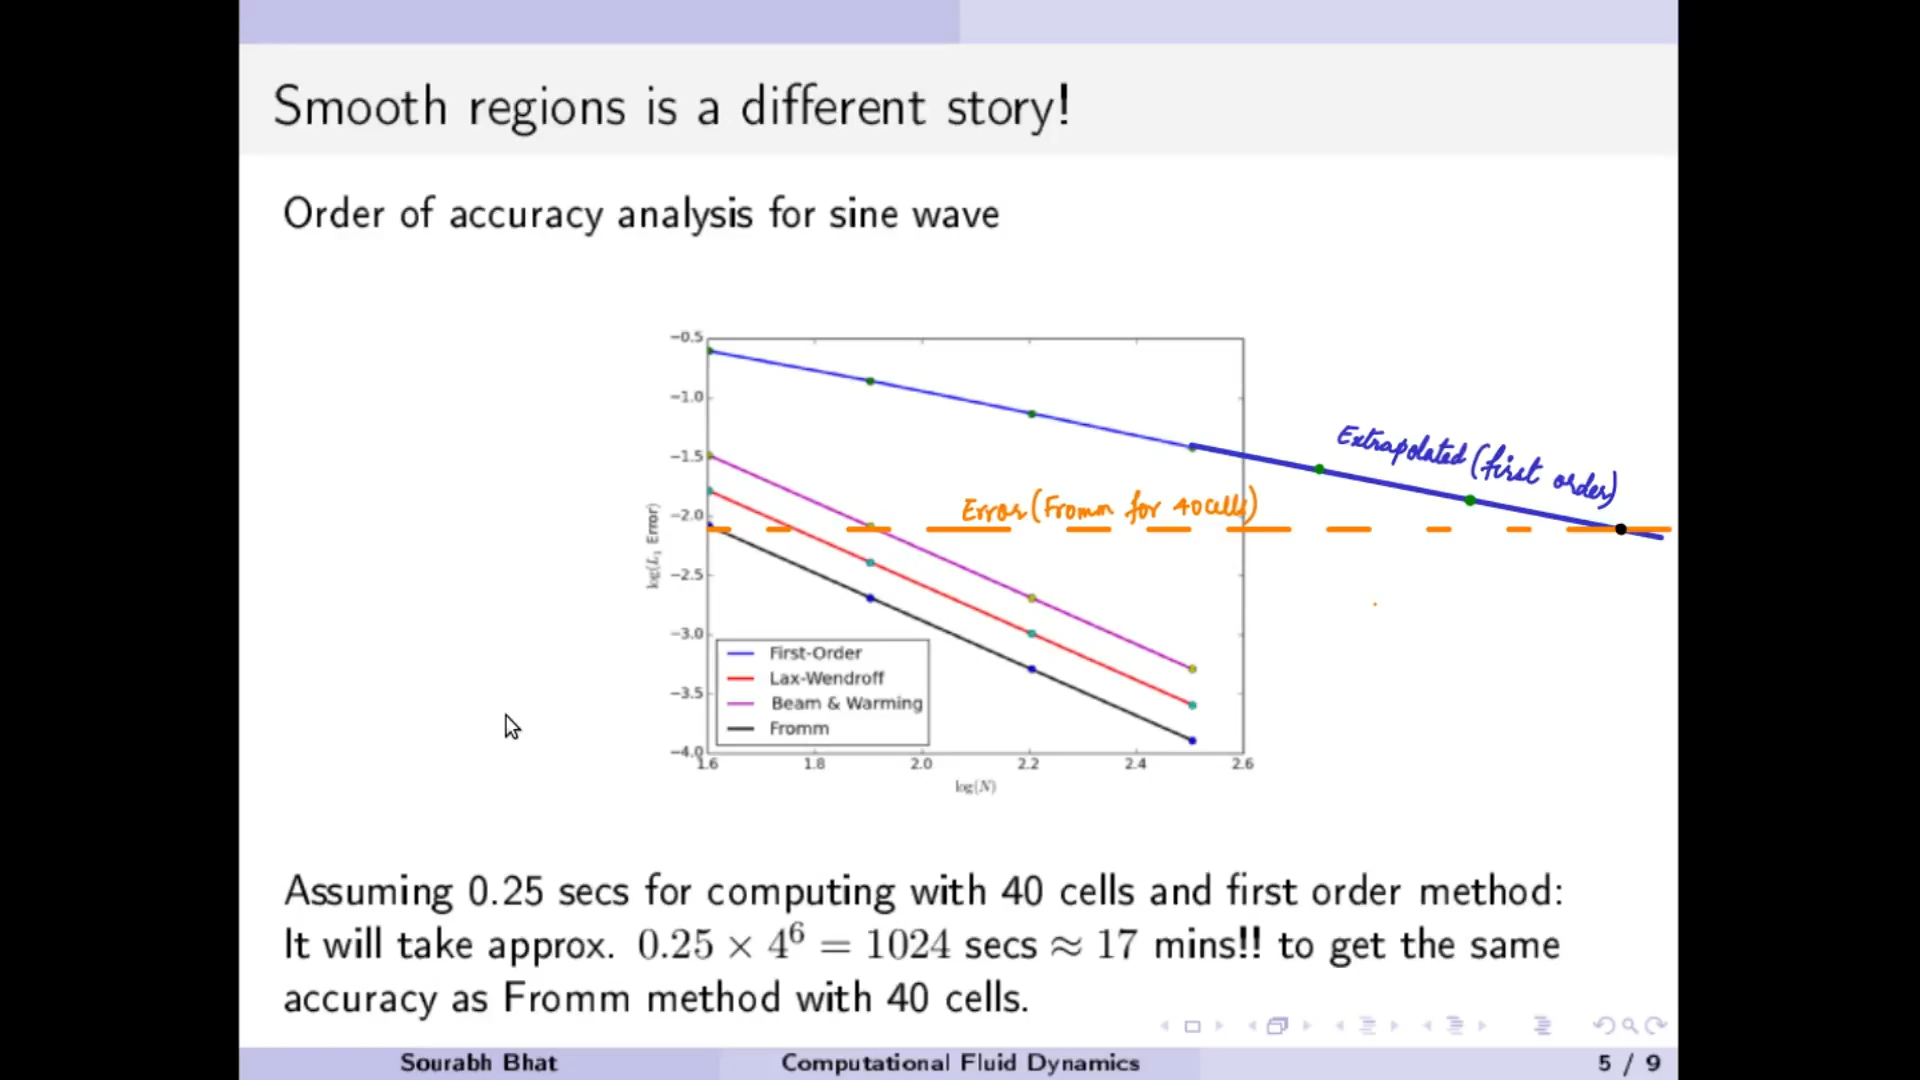 Smooth regions is a different story!
Order of accuracy analysis for sine wave
−0.5
−1.0
−1.5
−2.0
−2.5
−3.0
−3.5
−4.0
log(L₁ Error)
Extrapolated (first order)
Error (Fromm for 40 cells)
First-Order
Lax-Wendroff
Beam & Warming
Fromm
1.6 1.8 2.0 2.2 2.4 2.6
log(N)
Assuming 0.25 secs for computing with 40 cells and first order method:
It will take approx. 0.25 × 4⁶ = 1024 secs ≈ 17 mins!! to get the same
accuracy as Fromm method with 40 cells.
Sourabh Bhat Computational Fluid Dynamics 5 / 9